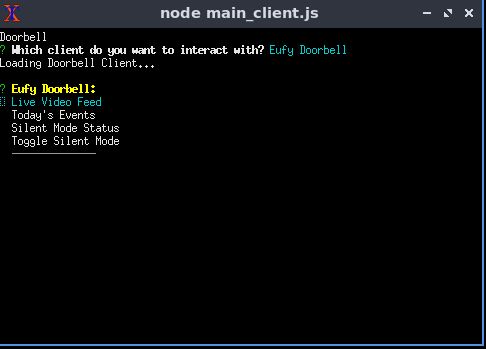 node main_client.js
Doorbell
? Which client do you want to interact with? Eufy Doorbell
Loading Doorbell Client...
? Eufy Doorbell:
Live Video Feed
Today's Events
Silent Mode Status
Toggle Silent Mode